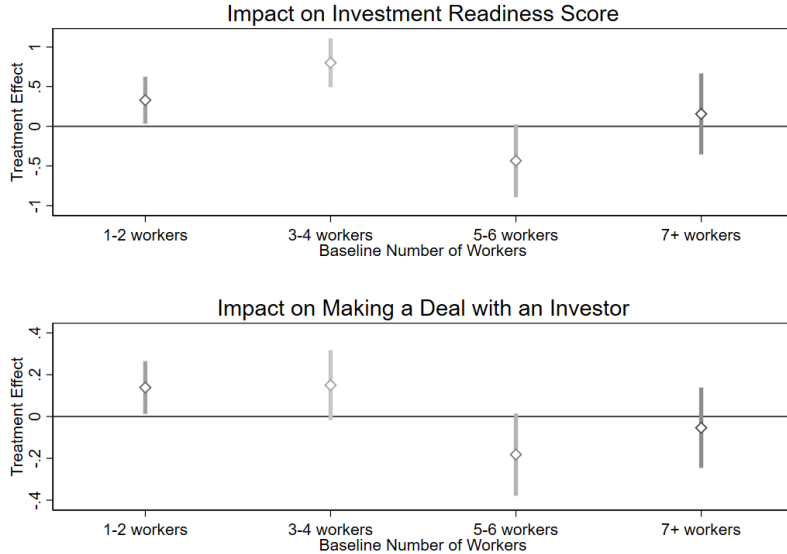 Impact on Investment Readiness Score
Treatment Effect
1
.5
0
-.5
-1
1-2 workers 3-4 workers 5-6 workers 7+ workers
Baseline Number of Workers
Impact on Making a Deal with an Investor
Treatment Effect
.4
.2
0
-.2
-.4
1-2 workers 3-4 workers 5-6 workers 7+ workers
Baseline Number of Workers